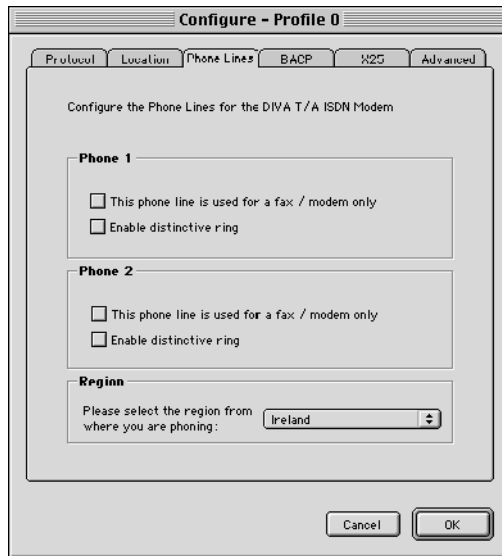 Configure - Profile 0
Protocol
Location
Phone Lines
BACP
X25
Advanced
Configure the Phone Lines for the DIVA T/A ISDN Modem
Phone 1
This phone line is used for a fax / modem only
Enable distinctive ring
Phone 2
This phone line is used for a fax / modem only
Enable distinctive ring
Region
Please select the region from
where you are phoning:
Ireland
Cancel
OK